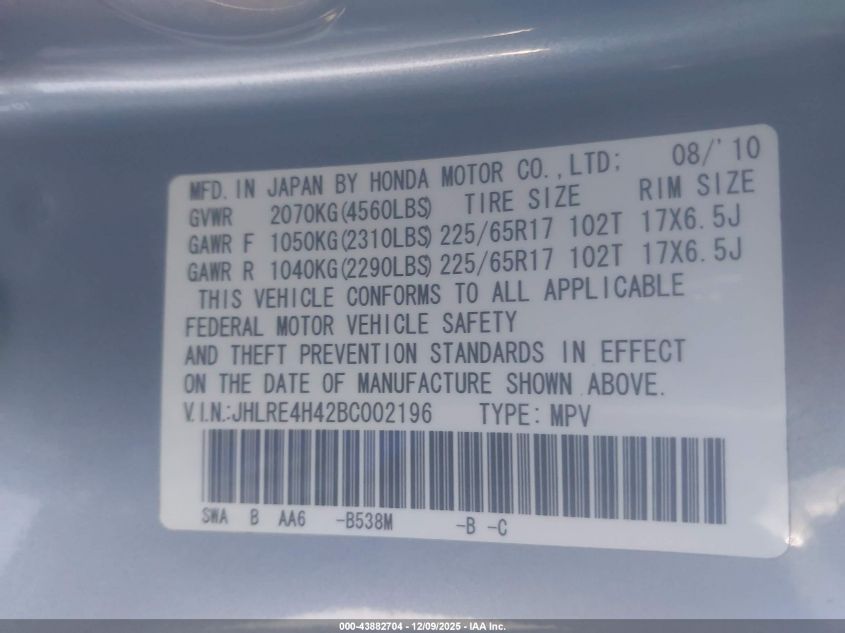 MFD. IN JAPAN BY HONDA MOTOR CO., LTD: 08/'10
GVWR 2070KG(4560LBS) TIRE SIZE RIM SIZE
GAWR F 1050KG(2310LBS) 225/65R17 102T 17X6.5J
GAWR R 1040KG(2290LBS) 225/65R17 102T 17X6.5J
THIS VEHICLE CONFORMS TO ALL APPLICABLE
FEDERAL MOTOR VEHICLE SAFETY
AND THEFT PREVENTION STANDARDS IN EFFECT
ON THE DATE OF MANUFACTURE SHOWN ABOVE.
V.I.N.:JHLRE4H42BC002196 TYPE: MPV
SWA B AA6 -B538M -B -C
000-43882704 - 12/09/2025 - IAA Inc.